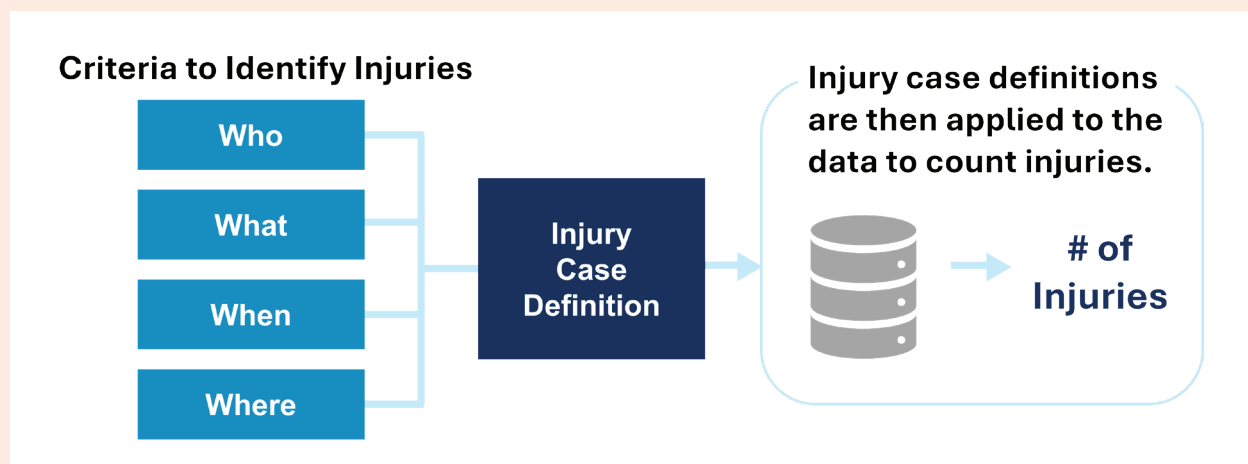 Criteria to Identify Injuries
Who
What
When
Where
Injury
Case
Definition
Injury case definitions
are then applied to the
data to count injuries.
# of
Injuries